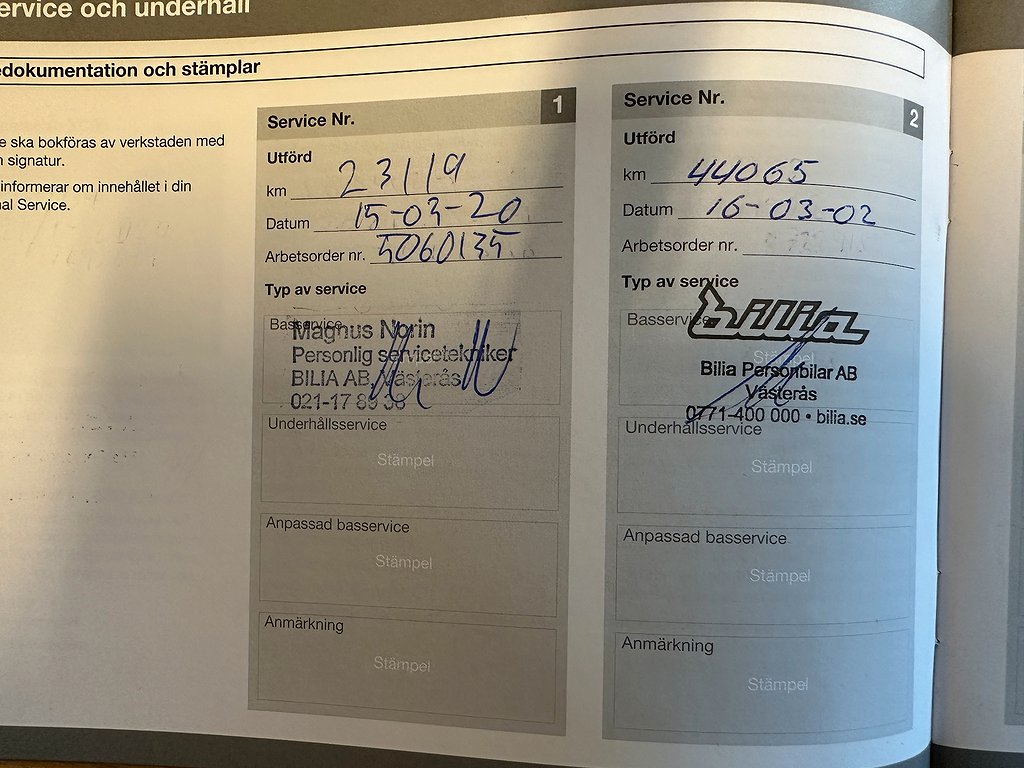 ervice och underhåll
edokumentation och stämplar
e ska bokföras av verkstaden med
n signatur.
informerar om innehållet i din
nal Service.
Service Nr. 1
Utförd
km 23119
Datum 15-03-20
Arbetsorder nr. 5060135
Typ av service
Basservice
Magnus Norin
Personlig servicetekniker
BILIA AB, Västerås
021-17 89 38
Underhållsservice
Stämpel
Anpassad basservice
Stämpel
Anmärkning
Stämpel
Service Nr. 2
Utförd
km 44065
Datum 16-03-02
Arbetsorder nr.
Typ av service
bilia
Basservice
Stämpel
Bilia Personbilar AB
Västerås
0771-400 000 • bilia.se
Underhållsservice
Stämpel
Anpassad basservice
Stämpel
Anmärkning
Stämpel